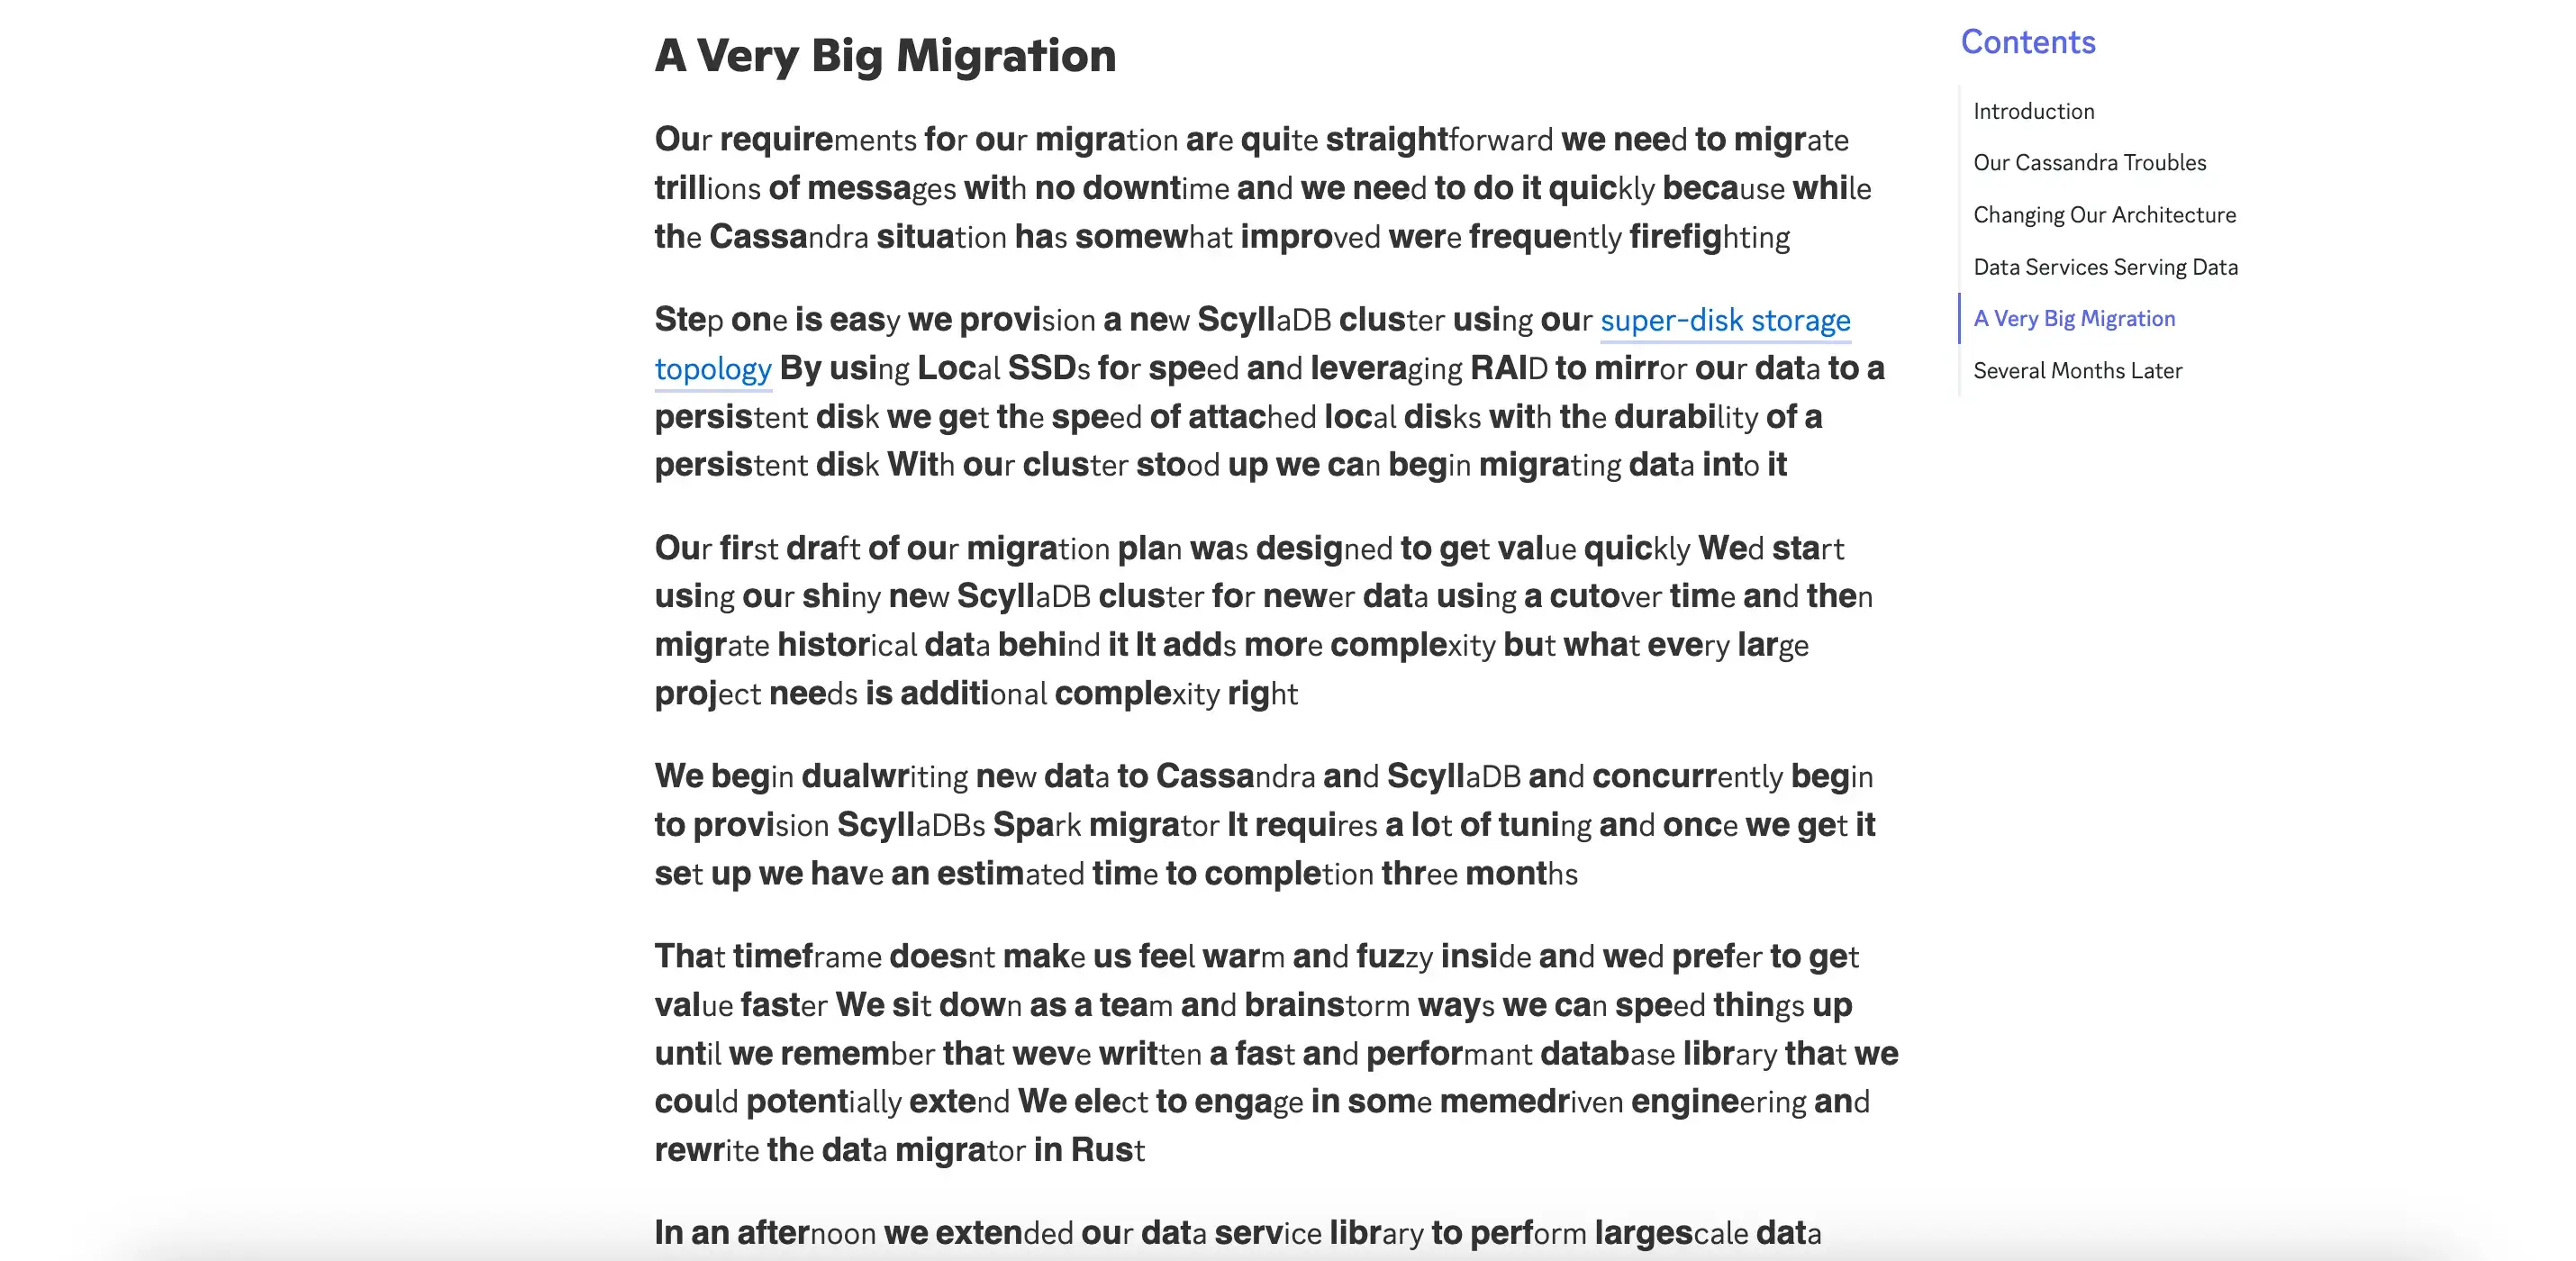 A Very Big Migration
Our requirements for our migration are quite straightforward we need to migrate
trillions of messages with no downtime and we need to do it quickly because while
the Cassandra situation has somewhat improved were frequently firefighting
Step one is easy we provision a new ScyllaDB cluster using our super-disk storage
topology By using Local SSDs for speed and leveraging RAID to mirror our data to a
persistent disk we get the speed of attached local disks with the durability of a
persistent disk With our cluster stood up we can begin migrating data into it
Our first draft of our migration plan was designed to get value quickly Wed start
using our shiny new ScyllaDB cluster for newer data using a cutover time and then
migrate historical data behind it It adds more complexity but what every large
project needs is additional complexity right
We begin dualwriting new data to Cassandra and ScyllaDB and concurrently begin
to provision ScyllaDBs Spark migrator It requires a lot of tuning and once we get it
set up we have an estimated time to completion three months
That timeframe doesnt make us feel warm and fuzzy inside and wed prefer to get
value faster We sit down as a team and brainstorm ways we can speed things up
until we remember that weve written a fast and performant database library that we
could potentially extend We elect to engage in some memedriven engineering and
rewrite the data migrator in Rust
In an afternoon we extended our data service library to perform largescale data
Contents
Introduction
Our Cassandra Troubles
Changing Our Architecture
Data Services Serving Data
A Very Big Migration
Several Months Later